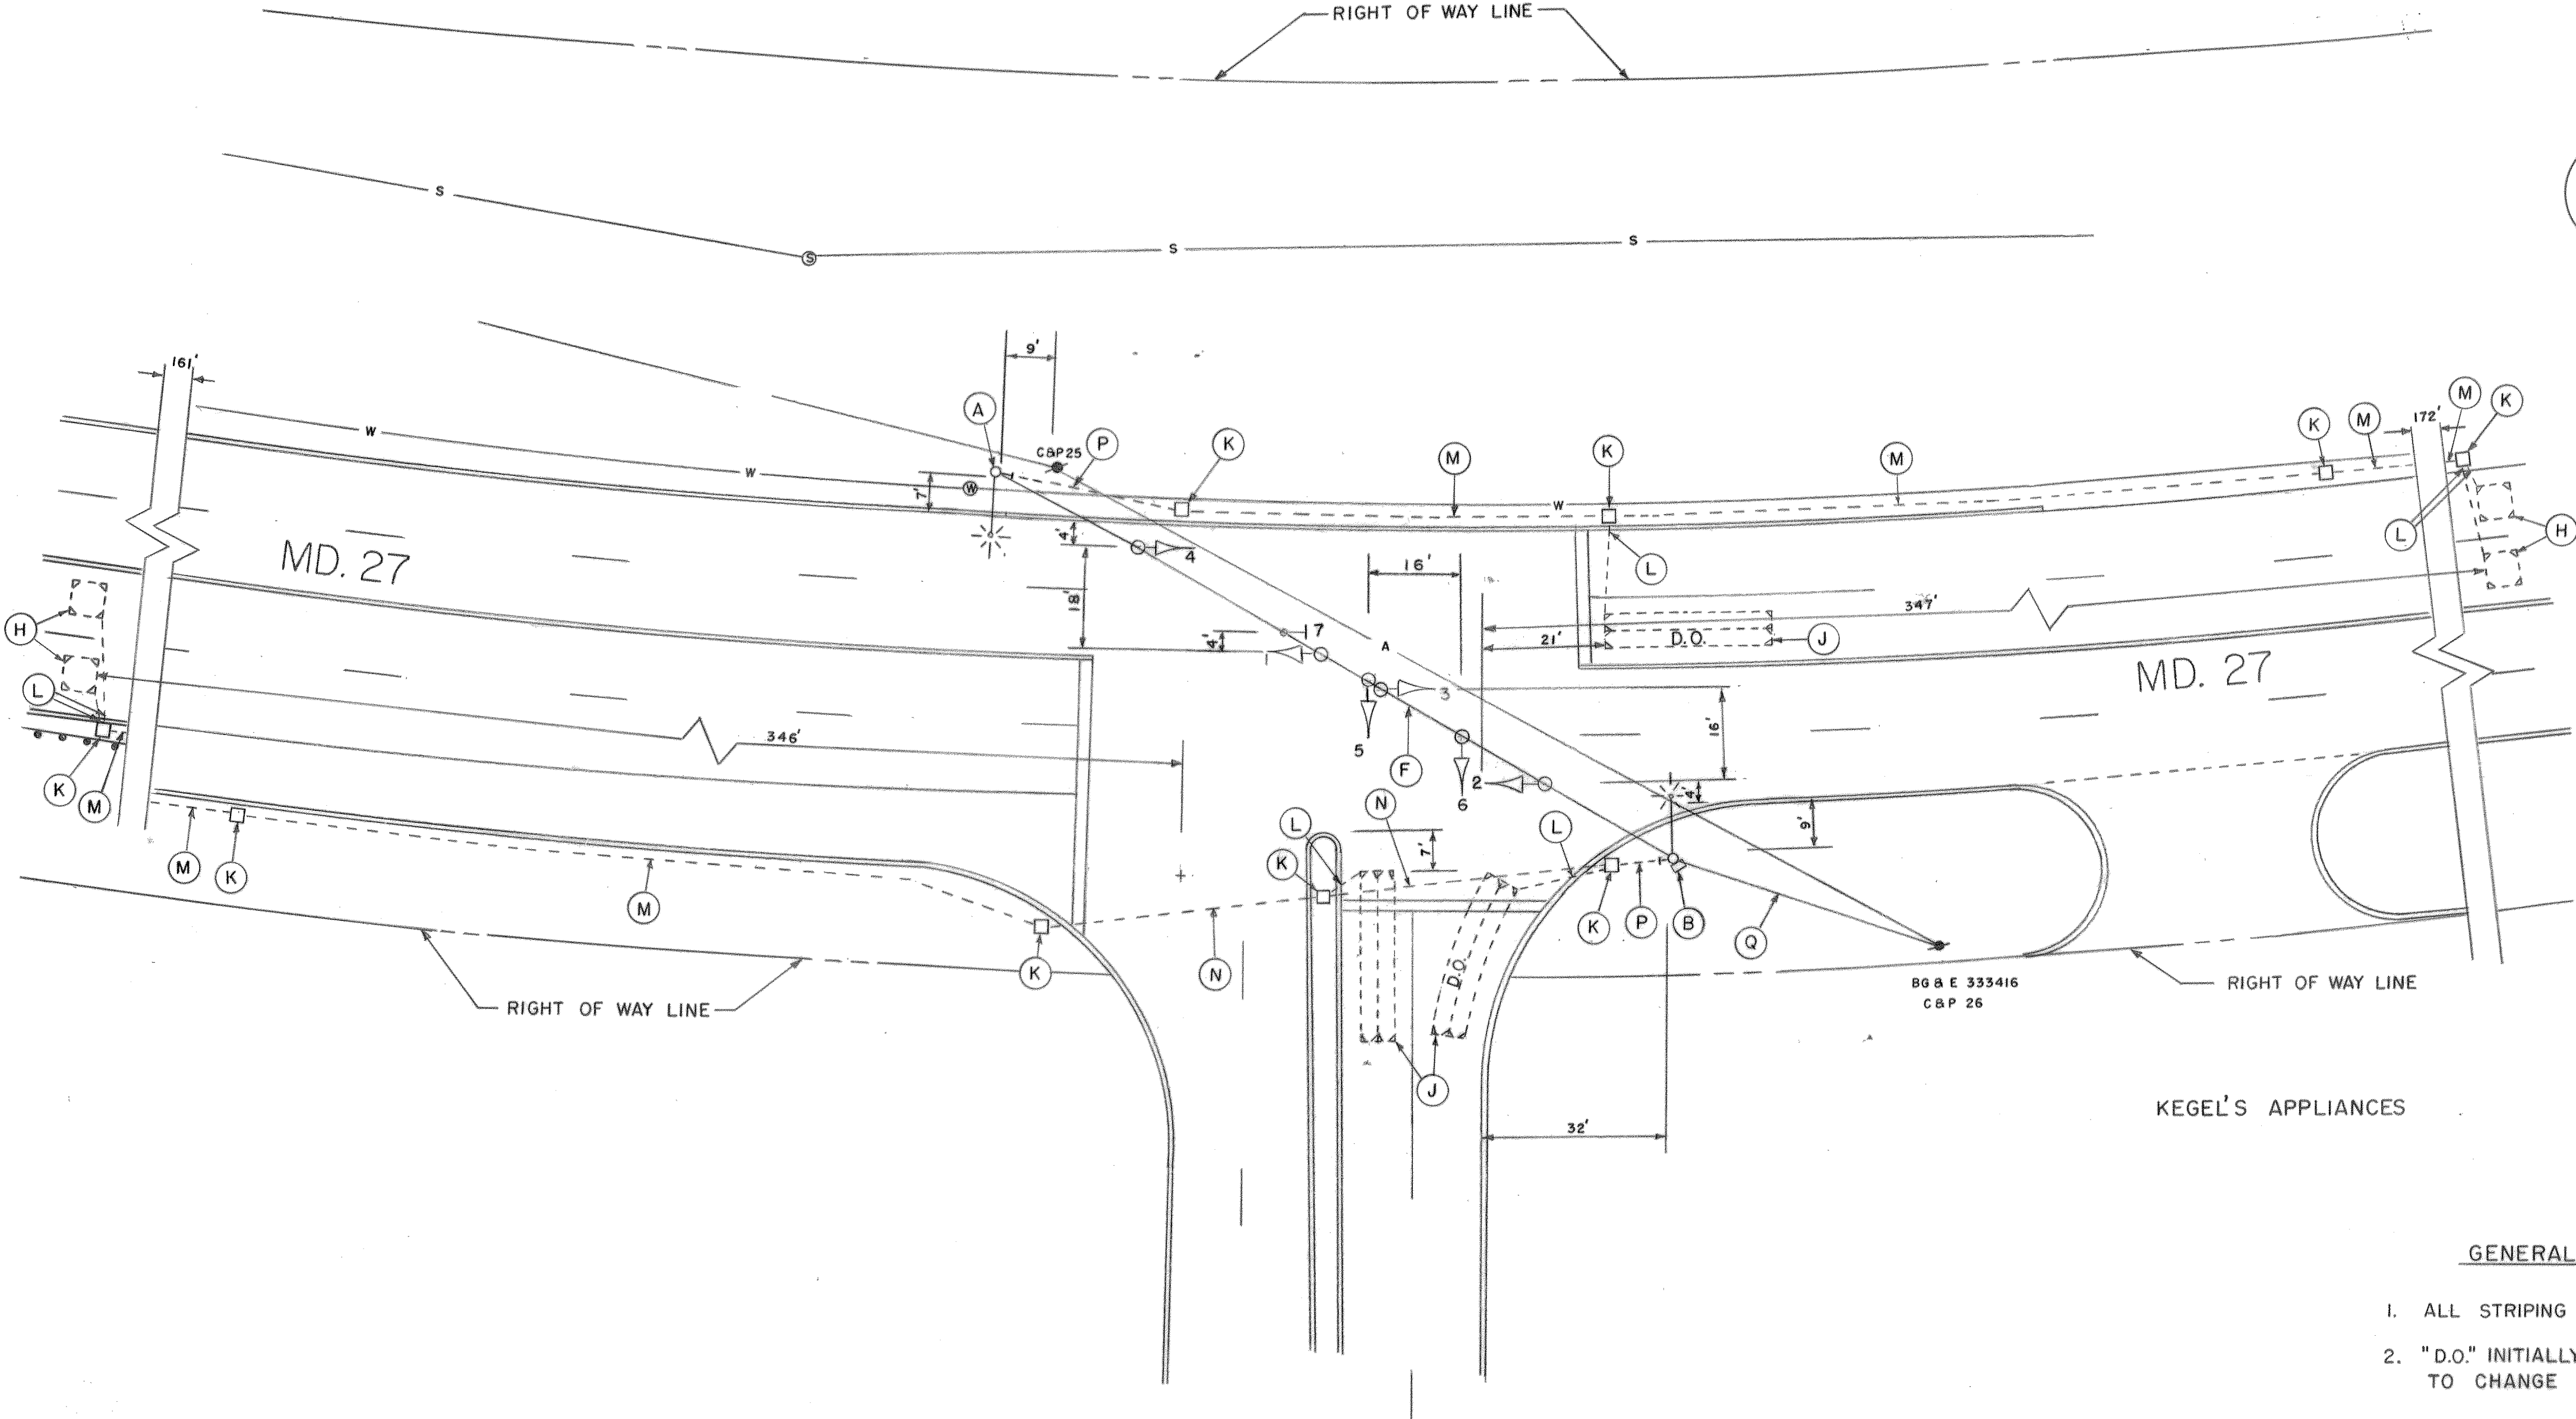 RIGHT OF WAY LINE
S
S
S
S
161'
9'
A
C&P 25
P
K
M
K
M
K
M
172'
M
K
W
W
W
W
7'
4'
4
MD. 27
18'
16'
L
L
H
H
347'
21'
D.O.
J
4'
7
1
A
3
MD. 27
L
346'
5
F
16'
2
6
4'
9'
K
M
M
K
M
L
N
L
7'
K
K
P
B
Q
K
N
D.O.
BG & E 333416
C&P 26
RIGHT OF WAY LINE
RIGHT OF WAY LINE
J
32'
KEGEL'S APPLIANCES
GENERAL
1. ALL STRIPING
2. "D.O." INITIALLY
TO CHANGE